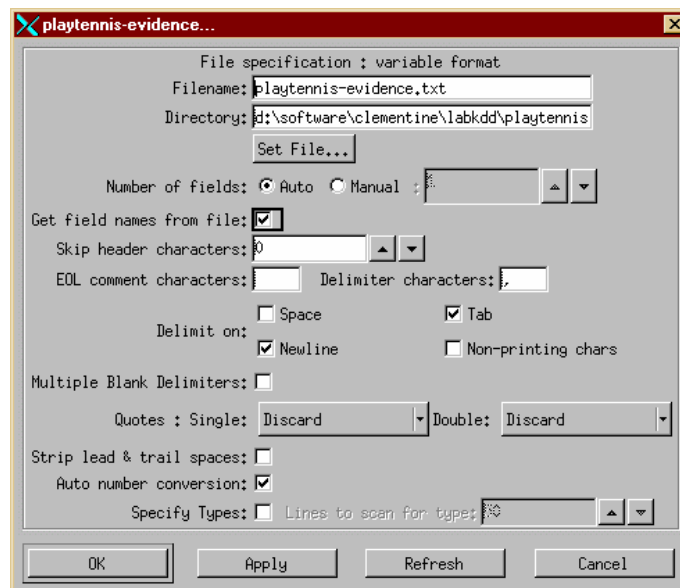 playtennis-evidence...
File specification : variable format
Filename: playtennis-evidence.txt
Directory: d:\software\clementine\labkdd\playtennis
Set File...
Number of fields: Auto Manual :
Get field names from file:
Skip header characters: 0
EOL comment characters: Delimiter characters: ,
Delimit on: Space Tab
Newline Non-printing chars
Multiple Blank Delimiters:
Quotes : Single: Discard Double: Discard
Strip lead & trail spaces:
Auto number conversion:
Specify Types: Lines to scan for type:
OK Apply Refresh Cancel